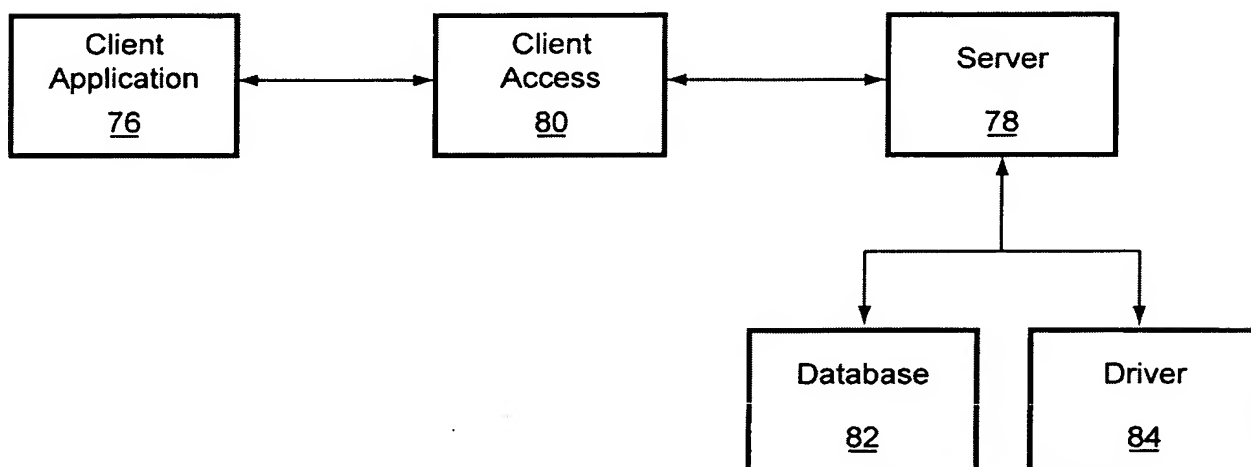 Client
Application
76
Client
Access
80
Server
78
Database
82
Driver
84